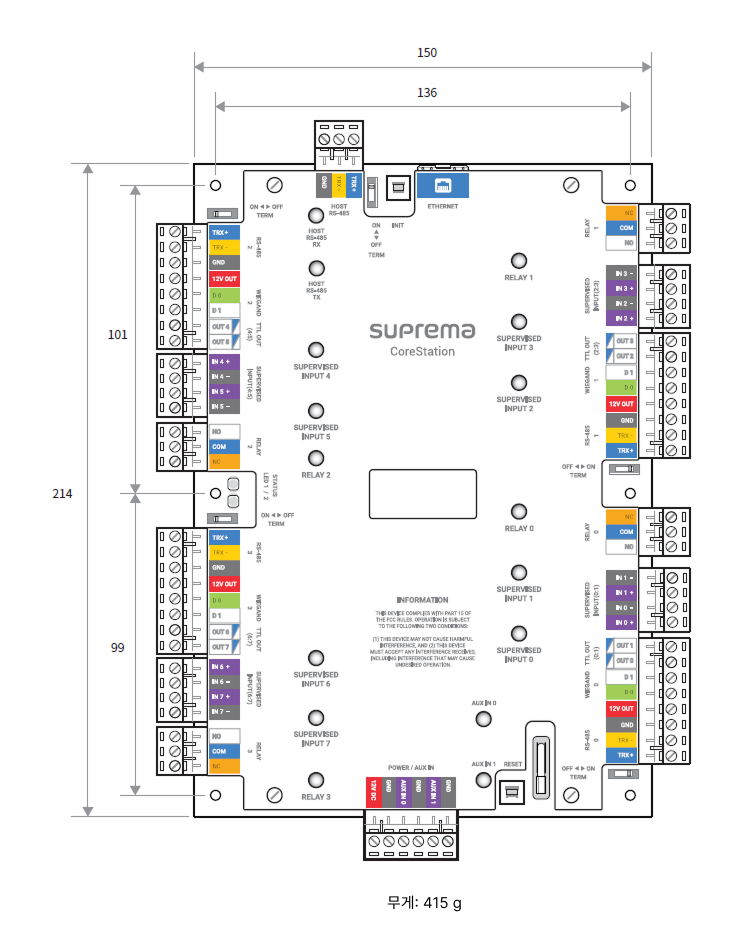 150
136
GND
TRX -
TRX +
ON ◄ ► OFF
TERM
HOST
RS-485
ON
▲
▼
OFF
TERM
INIT
ETHERNET
HOST
RS-485
RX
HOST
RS-485
TX
TRX +
TRX -
GND
RS-485
2
12V OUT
D 0
D 1
WIEGAND
2
OUT 4
OUT 5
TTL OUT
(4:5)
IN 4 +
IN 4 -
IN 5 +
IN 5 -
SUPERVISED
INPUT(4:5)
NO
COM
NC
RELAY
2
NC
COM
NO
RELAY
1
RELAY 1
IN 3 -
IN 3 +
IN 2 -
IN 2 +
SUPERVISED
INPUT(2:3)
OUT 3
OUT 2
TTL OUT
(2:3)
D 1
D 0
12V OUT
WIEGAND
1
GND
TRX -
TRX +
RS-485
1
OFF ◄ ► ON
TERM
suprema
CoreStation
SUPERVISED
INPUT 3
SUPERVISED
INPUT 4
SUPERVISED
INPUT 2
SUPERVISED
INPUT 5
RELAY 2
101
214
99
STATUS
LED 1 / 2
ON ◄ ► OFF
TERM
RELAY 0
NC
COM
NO
RELAY
0
TRX +
TRX -
GND
RS-485
3
12V OUT
D 0
D 1
WIEGAND
3
OUT 6
OUT 7
TTL OUT
(6:7)
IN 6 +
IN 6 -
IN 7 +
IN 7 -
SUPERVISED
INPUT(6:7)
NO
COM
NC
RELAY
3
SUPERVISED
INPUT 1
IN 1 -
IN 1 +
IN 0 -
IN 0 +
SUPERVISED
INPUT(0:1)
INFORMATION
THIS DEVICE COMPLIES WITH PART 15 OF
THE FCC RULES. OPERATION IS SUBJECT
TO THE FOLLOWING TWO CONDITIONS:
(1) THIS DEVICE MAY NOT CAUSE HARMFUL
INTERFERENCE, AND (2) THIS DEVICE
MUST ACCEPT ANY INTERFERENCE RECEIVED,
INCLUDING INTERFERENCE THAT MAY CAUSE
UNDESIRED OPERATION.
SUPERVISED
INPUT 0
OUT 1
OUT 0
TTL OUT
(0:1)
D 1
D 0
12V OUT
WIEGAND
0
GND
TRX -
TRX +
RS-485
0
OFF ◄ ► ON
TERM
SUPERVISED
INPUT 6
SUPERVISED
INPUT 7
RELAY 3
AUX IN 0
AUX IN 1
RESET
POWER / AUX IN
12V DC
GND
AUX IN 0
GND
AUX IN 1
GND
무게: 415 g